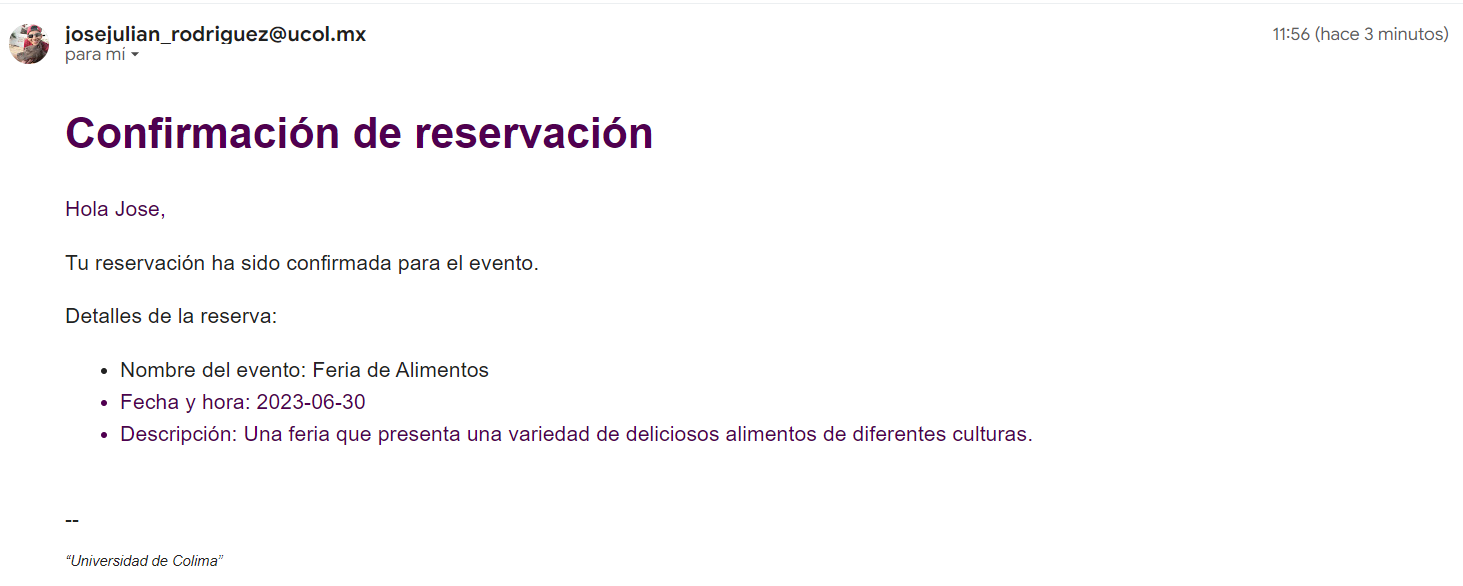 josejulian_rodriguez@ucol.mx
11:56 (hace 3 minutos)
para mí
Confirmación de reservación
Hola Jose,
Tu reservación ha sido confirmada para el evento.
Detalles de la reserva:
• Nombre del evento: Feria de Alimentos
• Fecha y hora: 2023-06-30
• Descripción: Una feria que presenta una variedad de deliciosos alimentos de diferentes culturas.
--
“Universidad de Colima”